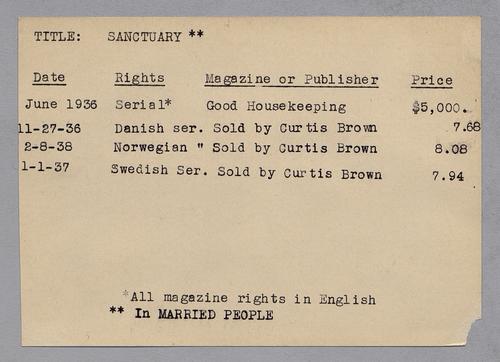 TITLE: SANCTUARY **
Date Rights Magazine or Publisher Price
June 1936 Serial* Good Housekeeping $5,000.
11-27-36 Danish ser. Sold by Curtis Brown 7.68
2-8-38 Norwegian " Sold by Curtis Brown 8.08
1-1-37 Swedish Ser. Sold by Curtis Brown 7.94
*All magazine rights in English
** In MARRIED PEOPLE